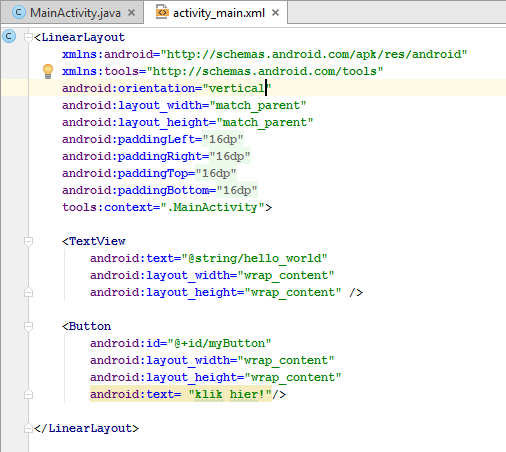 MainActivity.java × activity_main.xml ×
<LinearLayout
xmlns:android="http://schemas.android.com/apk/res/android"
xmlns:tools="http://schemas.android.com/tools"
android:orientation="vertical"
android:layout_width="match_parent"
android:layout_height="match_parent"
android:paddingLeft="16dp"
android:paddingRight="16dp"
android:paddingTop="16dp"
android:paddingBottom="16dp"
tools:context=".MainActivity">
<TextView
android:text="@string/hello_world"
android:layout_width="wrap_content"
android:layout_height="wrap_content" />
<Button
android:id="@+id/myButton"
android:layout_width="wrap_content"
android:layout_height="wrap_content"
android:text= "klik hier!"/>
</LinearLayout>